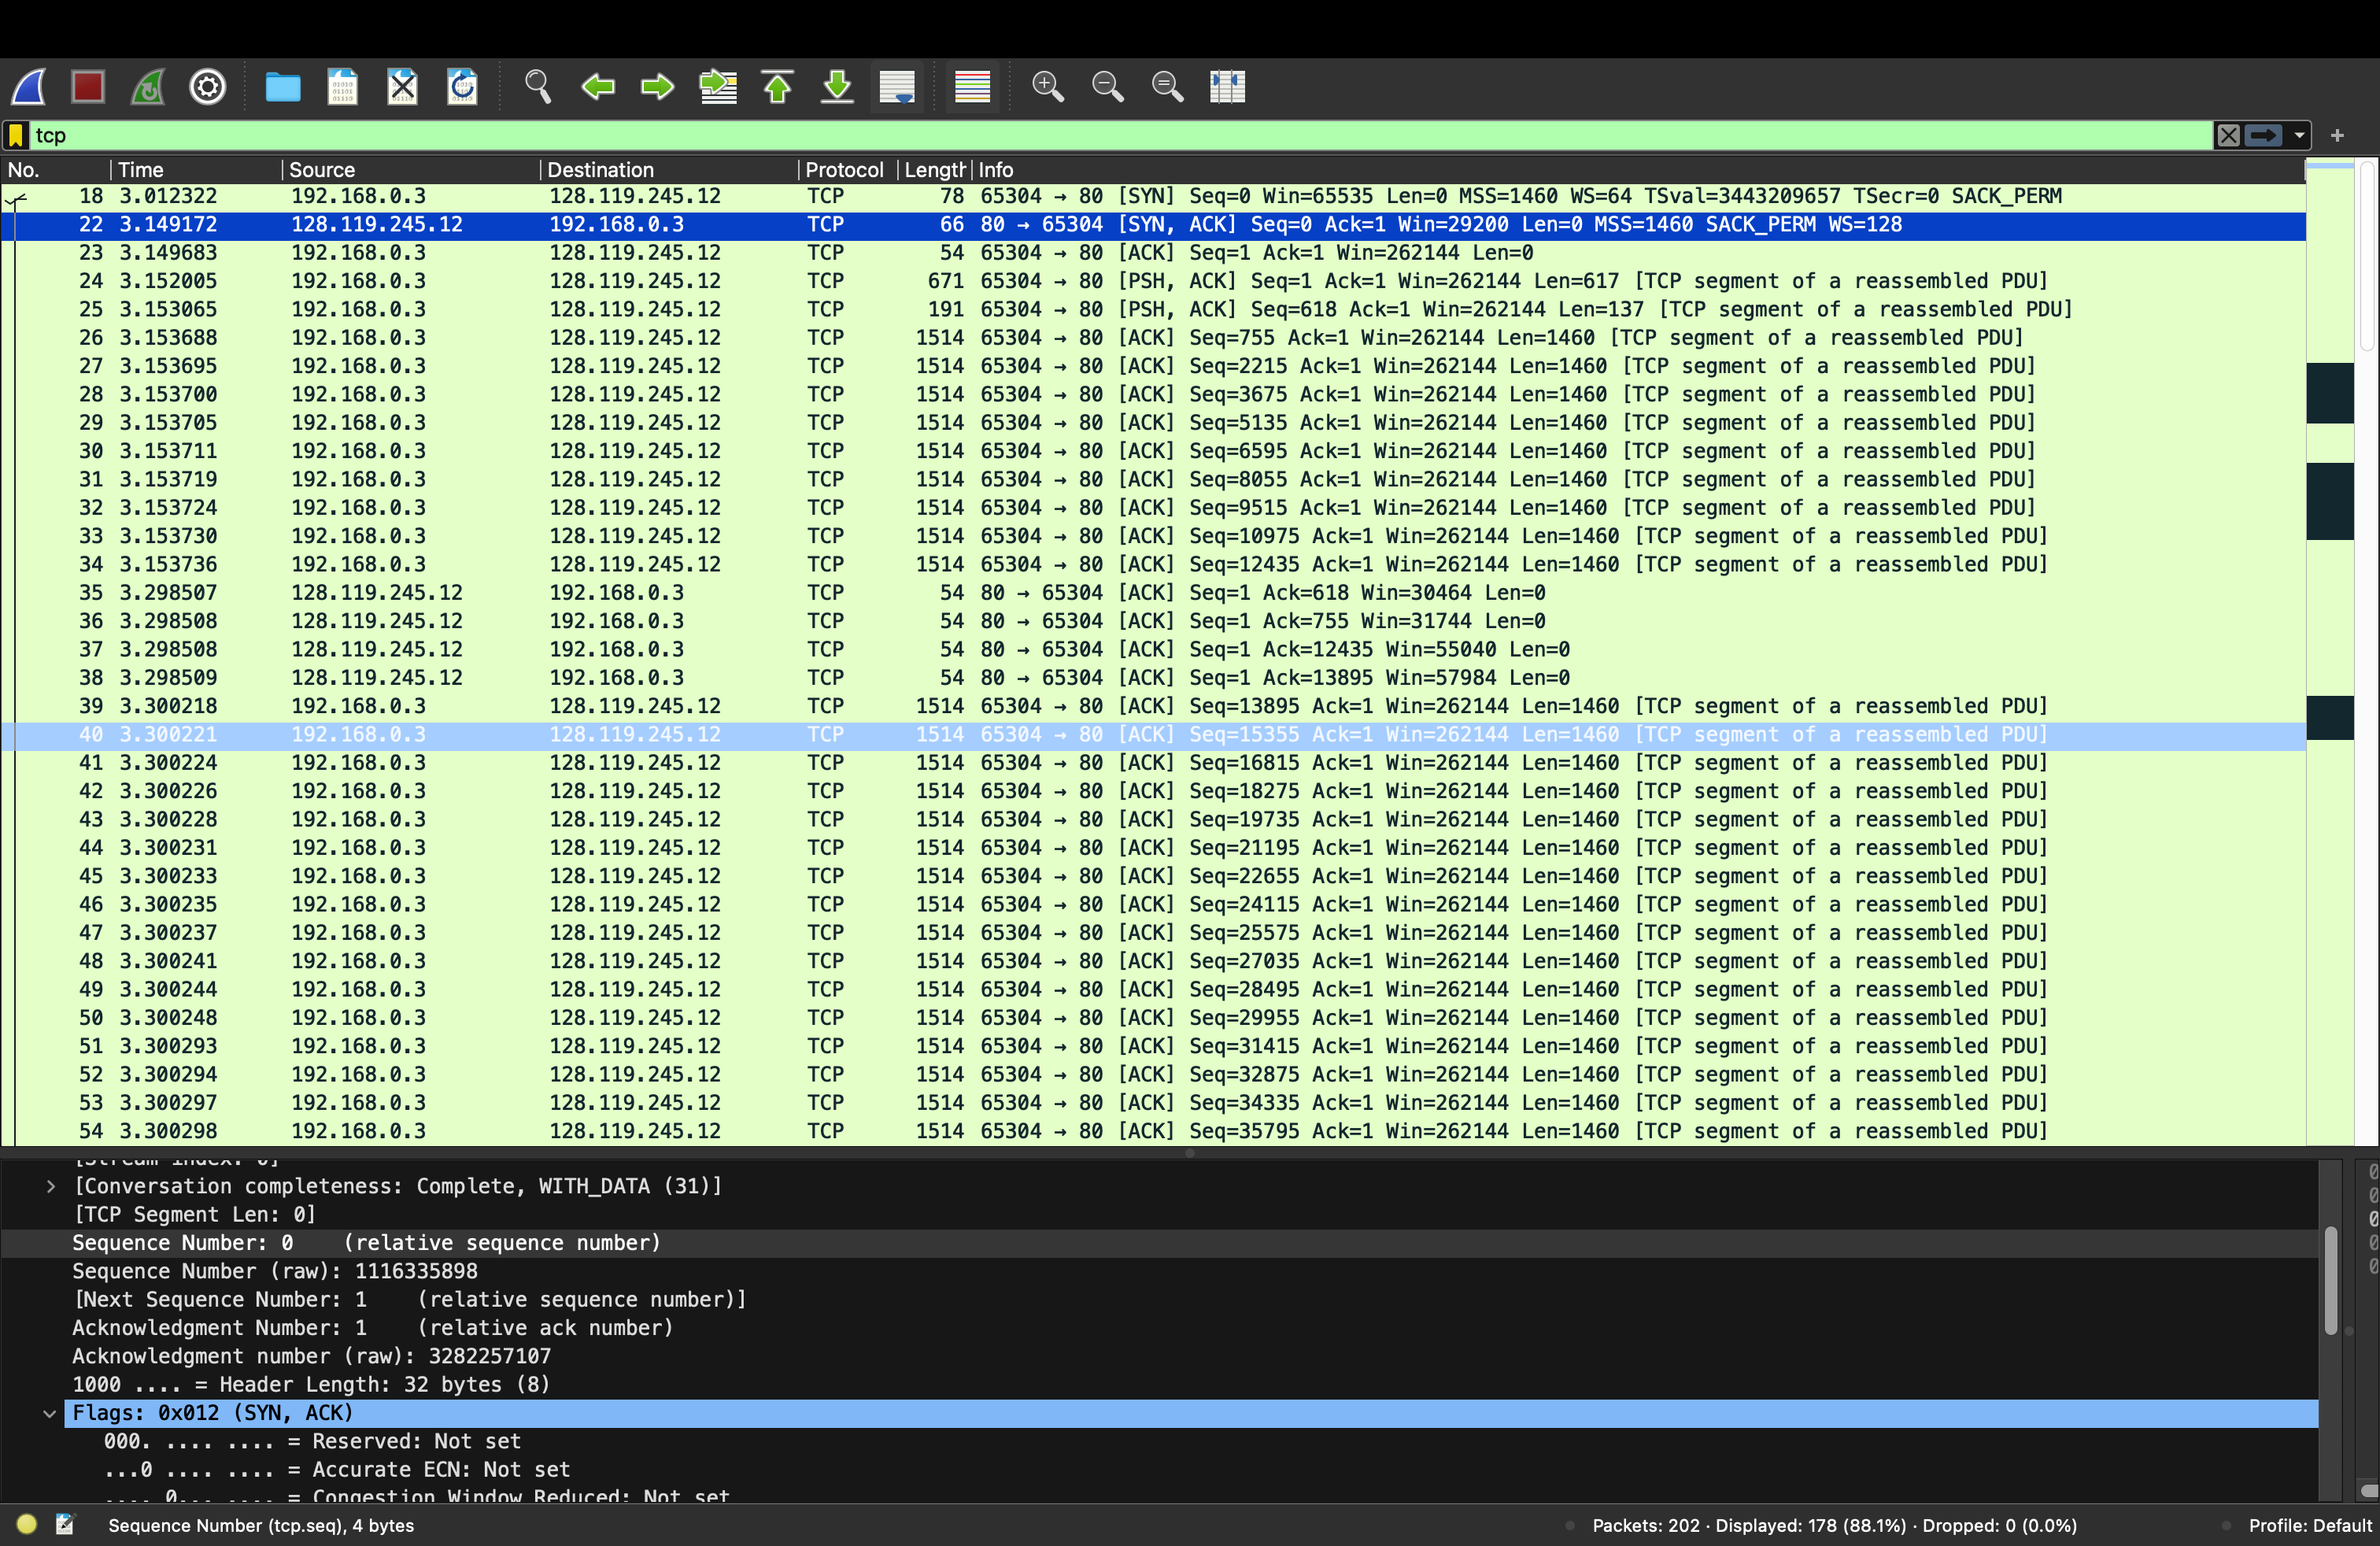 tcp
No. Time Source Destination Protocol Length Info
18 3.012322 192.168.0.3 128.119.245.12 TCP 78 65304 → 80 [SYN] Seq=0 Win=65535 Len=0 MSS=1460 WS=64 TSval=3443209657 TSecr=0 SACK_PERM
22 3.149172 128.119.245.12 192.168.0.3 TCP 66 80 → 65304 [SYN, ACK] Seq=0 Ack=1 Win=29200 Len=0 MSS=1460 SACK_PERM WS=128
23 3.149683 192.168.0.3 128.119.245.12 TCP 54 65304 → 80 [ACK] Seq=1 Ack=1 Win=262144 Len=0
24 3.152005 192.168.0.3 128.119.245.12 TCP 671 65304 → 80 [PSH, ACK] Seq=1 Ack=1 Win=262144 Len=617 [TCP segment of a reassembled PDU]
25 3.153065 192.168.0.3 128.119.245.12 TCP 191 65304 → 80 [PSH, ACK] Seq=618 Ack=1 Win=262144 Len=137 [TCP segment of a reassembled PDU]
26 3.153688 192.168.0.3 128.119.245.12 TCP 1514 65304 → 80 [ACK] Seq=755 Ack=1 Win=262144 Len=1460 [TCP segment of a reassembled PDU]
27 3.153695 192.168.0.3 128.119.245.12 TCP 1514 65304 → 80 [ACK] Seq=2215 Ack=1 Win=262144 Len=1460 [TCP segment of a reassembled PDU]
28 3.153700 192.168.0.3 128.119.245.12 TCP 1514 65304 → 80 [ACK] Seq=3675 Ack=1 Win=262144 Len=1460 [TCP segment of a reassembled PDU]
29 3.153705 192.168.0.3 128.119.245.12 TCP 1514 65304 → 80 [ACK] Seq=5135 Ack=1 Win=262144 Len=1460 [TCP segment of a reassembled PDU]
30 3.153711 192.168.0.3 128.119.245.12 TCP 1514 65304 → 80 [ACK] Seq=6595 Ack=1 Win=262144 Len=1460 [TCP segment of a reassembled PDU]
31 3.153719 192.168.0.3 128.119.245.12 TCP 1514 65304 → 80 [ACK] Seq=8055 Ack=1 Win=262144 Len=1460 [TCP segment of a reassembled PDU]
32 3.153724 192.168.0.3 128.119.245.12 TCP 1514 65304 → 80 [ACK] Seq=9515 Ack=1 Win=262144 Len=1460 [TCP segment of a reassembled PDU]
33 3.153730 192.168.0.3 128.119.245.12 TCP 1514 65304 → 80 [ACK] Seq=10975 Ack=1 Win=262144 Len=1460 [TCP segment of a reassembled PDU]
34 3.153736 192.168.0.3 128.119.245.12 TCP 1514 65304 → 80 [ACK] Seq=12435 Ack=1 Win=262144 Len=1460 [TCP segment of a reassembled PDU]
35 3.298507 128.119.245.12 192.168.0.3 TCP 54 80 → 65304 [ACK] Seq=1 Ack=618 Win=30464 Len=0
36 3.298508 128.119.245.12 192.168.0.3 TCP 54 80 → 65304 [ACK] Seq=1 Ack=755 Win=31744 Len=0
37 3.298508 128.119.245.12 192.168.0.3 TCP 54 80 → 65304 [ACK] Seq=1 Ack=12435 Win=55040 Len=0
38 3.298509 128.119.245.12 192.168.0.3 TCP 54 80 → 65304 [ACK] Seq=1 Ack=13895 Win=57984 Len=0
39 3.300218 192.168.0.3 128.119.245.12 TCP 1514 65304 → 80 [ACK] Seq=13895 Ack=1 Win=262144 Len=1460 [TCP segment of a reassembled PDU]
40 3.300221 192.168.0.3 128.119.245.12 TCP 1514 65304 → 80 [ACK] Seq=15355 Ack=1 Win=262144 Len=1460 [TCP segment of a reassembled PDU]
41 3.300224 192.168.0.3 128.119.245.12 TCP 1514 65304 → 80 [ACK] Seq=16815 Ack=1 Win=262144 Len=1460 [TCP segment of a reassembled PDU]
42 3.300226 192.168.0.3 128.119.245.12 TCP 1514 65304 → 80 [ACK] Seq=18275 Ack=1 Win=262144 Len=1460 [TCP segment of a reassembled PDU]
43 3.300228 192.168.0.3 128.119.245.12 TCP 1514 65304 → 80 [ACK] Seq=19735 Ack=1 Win=262144 Len=1460 [TCP segment of a reassembled PDU]
44 3.300231 192.168.0.3 128.119.245.12 TCP 1514 65304 → 80 [ACK] Seq=21195 Ack=1 Win=262144 Len=1460 [TCP segment of a reassembled PDU]
45 3.300233 192.168.0.3 128.119.245.12 TCP 1514 65304 → 80 [ACK] Seq=22655 Ack=1 Win=262144 Len=1460 [TCP segment of a reassembled PDU]
46 3.300235 192.168.0.3 128.119.245.12 TCP 1514 65304 → 80 [ACK] Seq=24115 Ack=1 Win=262144 Len=1460 [TCP segment of a reassembled PDU]
47 3.300237 192.168.0.3 128.119.245.12 TCP 1514 65304 → 80 [ACK] Seq=25575 Ack=1 Win=262144 Len=1460 [TCP segment of a reassembled PDU]
48 3.300241 192.168.0.3 128.119.245.12 TCP 1514 65304 → 80 [ACK] Seq=27035 Ack=1 Win=262144 Len=1460 [TCP segment of a reassembled PDU]
49 3.300244 192.168.0.3 128.119.245.12 TCP 1514 65304 → 80 [ACK] Seq=28495 Ack=1 Win=262144 Len=1460 [TCP segment of a reassembled PDU]
50 3.300248 192.168.0.3 128.119.245.12 TCP 1514 65304 → 80 [ACK] Seq=29955 Ack=1 Win=262144 Len=1460 [TCP segment of a reassembled PDU]
51 3.300293 192.168.0.3 128.119.245.12 TCP 1514 65304 → 80 [ACK] Seq=31415 Ack=1 Win=262144 Len=1460 [TCP segment of a reassembled PDU]
52 3.300294 192.168.0.3 128.119.245.12 TCP 1514 65304 → 80 [ACK] Seq=32875 Ack=1 Win=262144 Len=1460 [TCP segment of a reassembled PDU]
53 3.300297 192.168.0.3 128.119.245.12 TCP 1514 65304 → 80 [ACK] Seq=34335 Ack=1 Win=262144 Len=1460 [TCP segment of a reassembled PDU]
54 3.300298 192.168.0.3 128.119.245.12 TCP 1514 65304 → 80 [ACK] Seq=35795 Ack=1 Win=262144 Len=1460 [TCP segment of a reassembled PDU]
[Stream index: 0]
[Conversation completeness: Complete, WITH_DATA (31)]
[TCP Segment Len: 0]
Sequence Number: 0 (relative sequence number)
Sequence Number (raw): 1116335898
[Next Sequence Number: 1 (relative sequence number)]
Acknowledgment Number: 1 (relative ack number)
Acknowledgment number (raw): 3282257107
1000 .... = Header Length: 32 bytes (8)
Flags: 0x012 (SYN, ACK)
000. .... .... = Reserved: Not set
...0 .... .... = Accurate ECN: Not set
.... 0... .... = Congestion Window Reduced: Not set
Sequence Number (tcp.seq), 4 bytes
Packets: 202 · Displayed: 178 (88.1%) · Dropped: 0 (0.0%)
Profile: Default